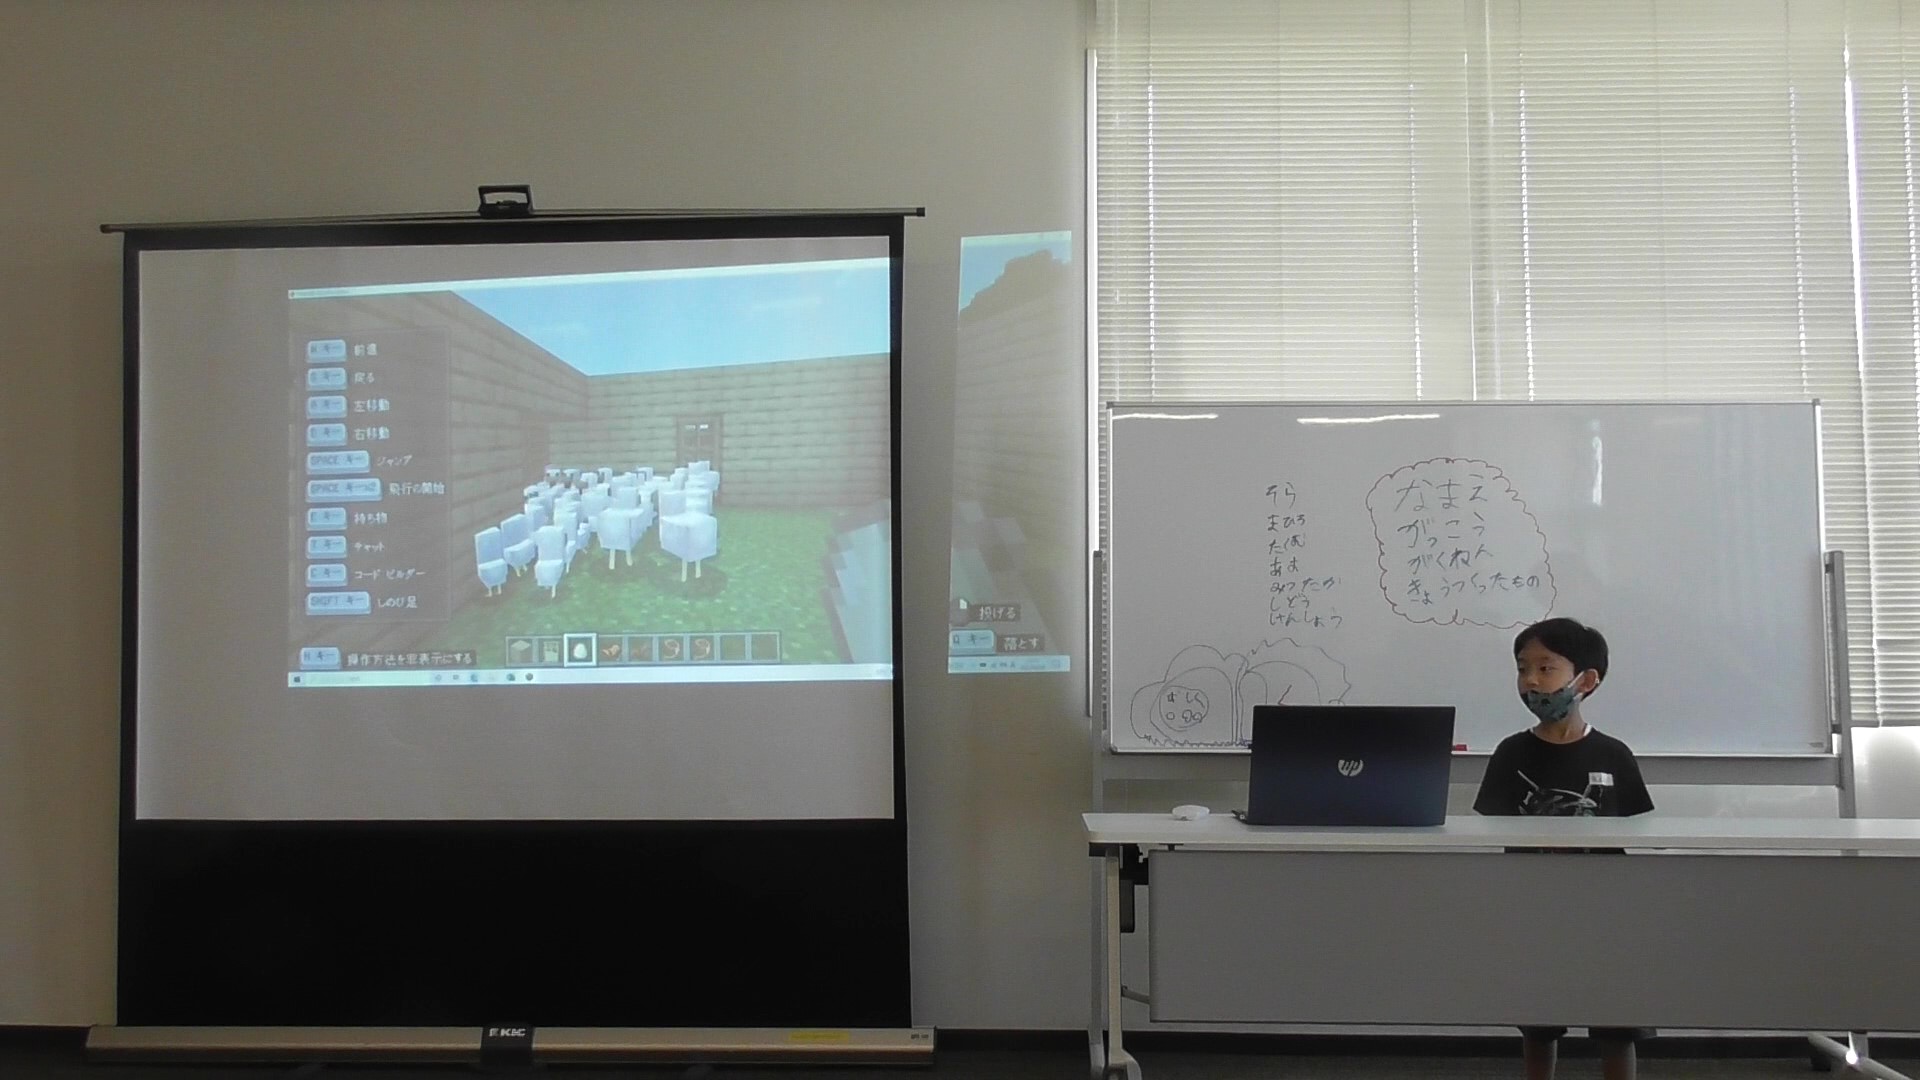 W キー 前進
S キー 戻る
A キー 左移動
D キー 右移動
SPACE キー ジャンプ
SPACE キーx2 飛行の開始
E キー 持ち物
T キー チャット
C キー コード ビルダー
SHIFT キー しのび足
H キー 操作方法を非表示にする
投げる
Q キー 落とす
そら
まひろ
たくむ
あお
みつたか
しどう
けんしょう
なまえ
がっこう
がくねん
きょうつくったもの
hp